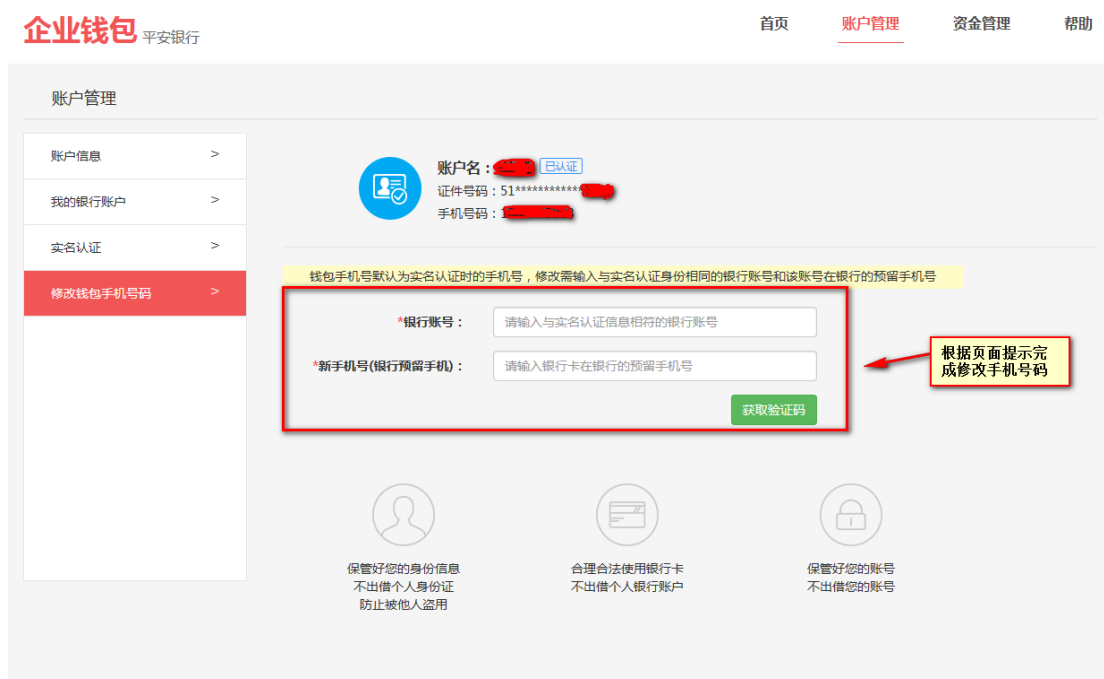 企业钱包 平安银行
首页 账户管理 资金管理 帮助
账户管理
账户信息 >
我的银行账户 >
实名认证 >
修改钱包手机号码 >
账户名： 已认证
证件号码：51************
手机号码：1
钱包手机号默认为实名认证时的手机号，修改需输入与实名认证身份相同的银行账号和该账号在银行的预留手机号
*银行账号： 请输入与实名认证信息相符的银行账号
*新手机号(银行预留手机)： 请输入银行卡在银行的预留手机号
获取验证码
根据页面提示完
成修改手机号码
保管好您的身份信息
不出借个人身份证
防止被他人盗用
合理合法使用银行卡
不出借个人银行账户
保管好您的账号
不出借您的账号